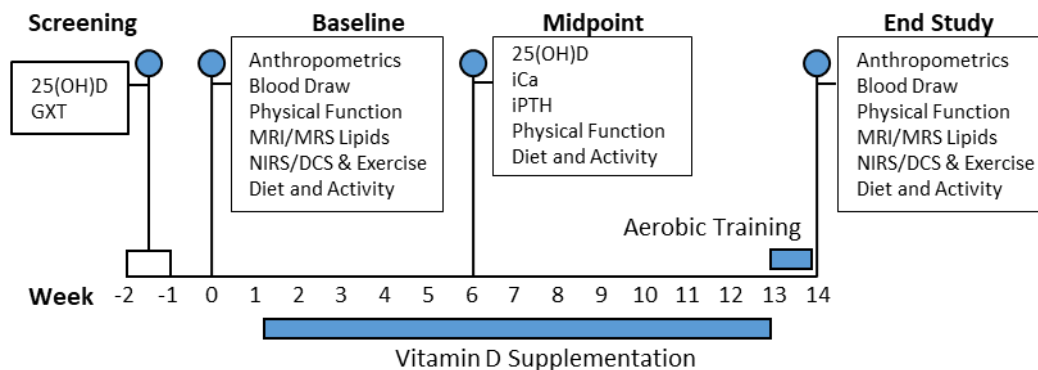 Screening
25(OH)D
GXT
Baseline
Anthropometrics
Blood Draw
Physical Function
MRI/MRS Lipids
NIRS/DCS & Exercise
Diet and Activity
Midpoint
25(OH)D
iCa
iPTH
Physical Function
Diet and Activity
End Study
Anthropometrics
Blood Draw
Physical Function
MRI/MRS Lipids
NIRS/DCS & Exercise
Diet and Activity
Aerobic Training
Week -2 -1 0 1 2 3 4 5 6 7 8 9 10 11 12 13 14
Vitamin D Supplementation